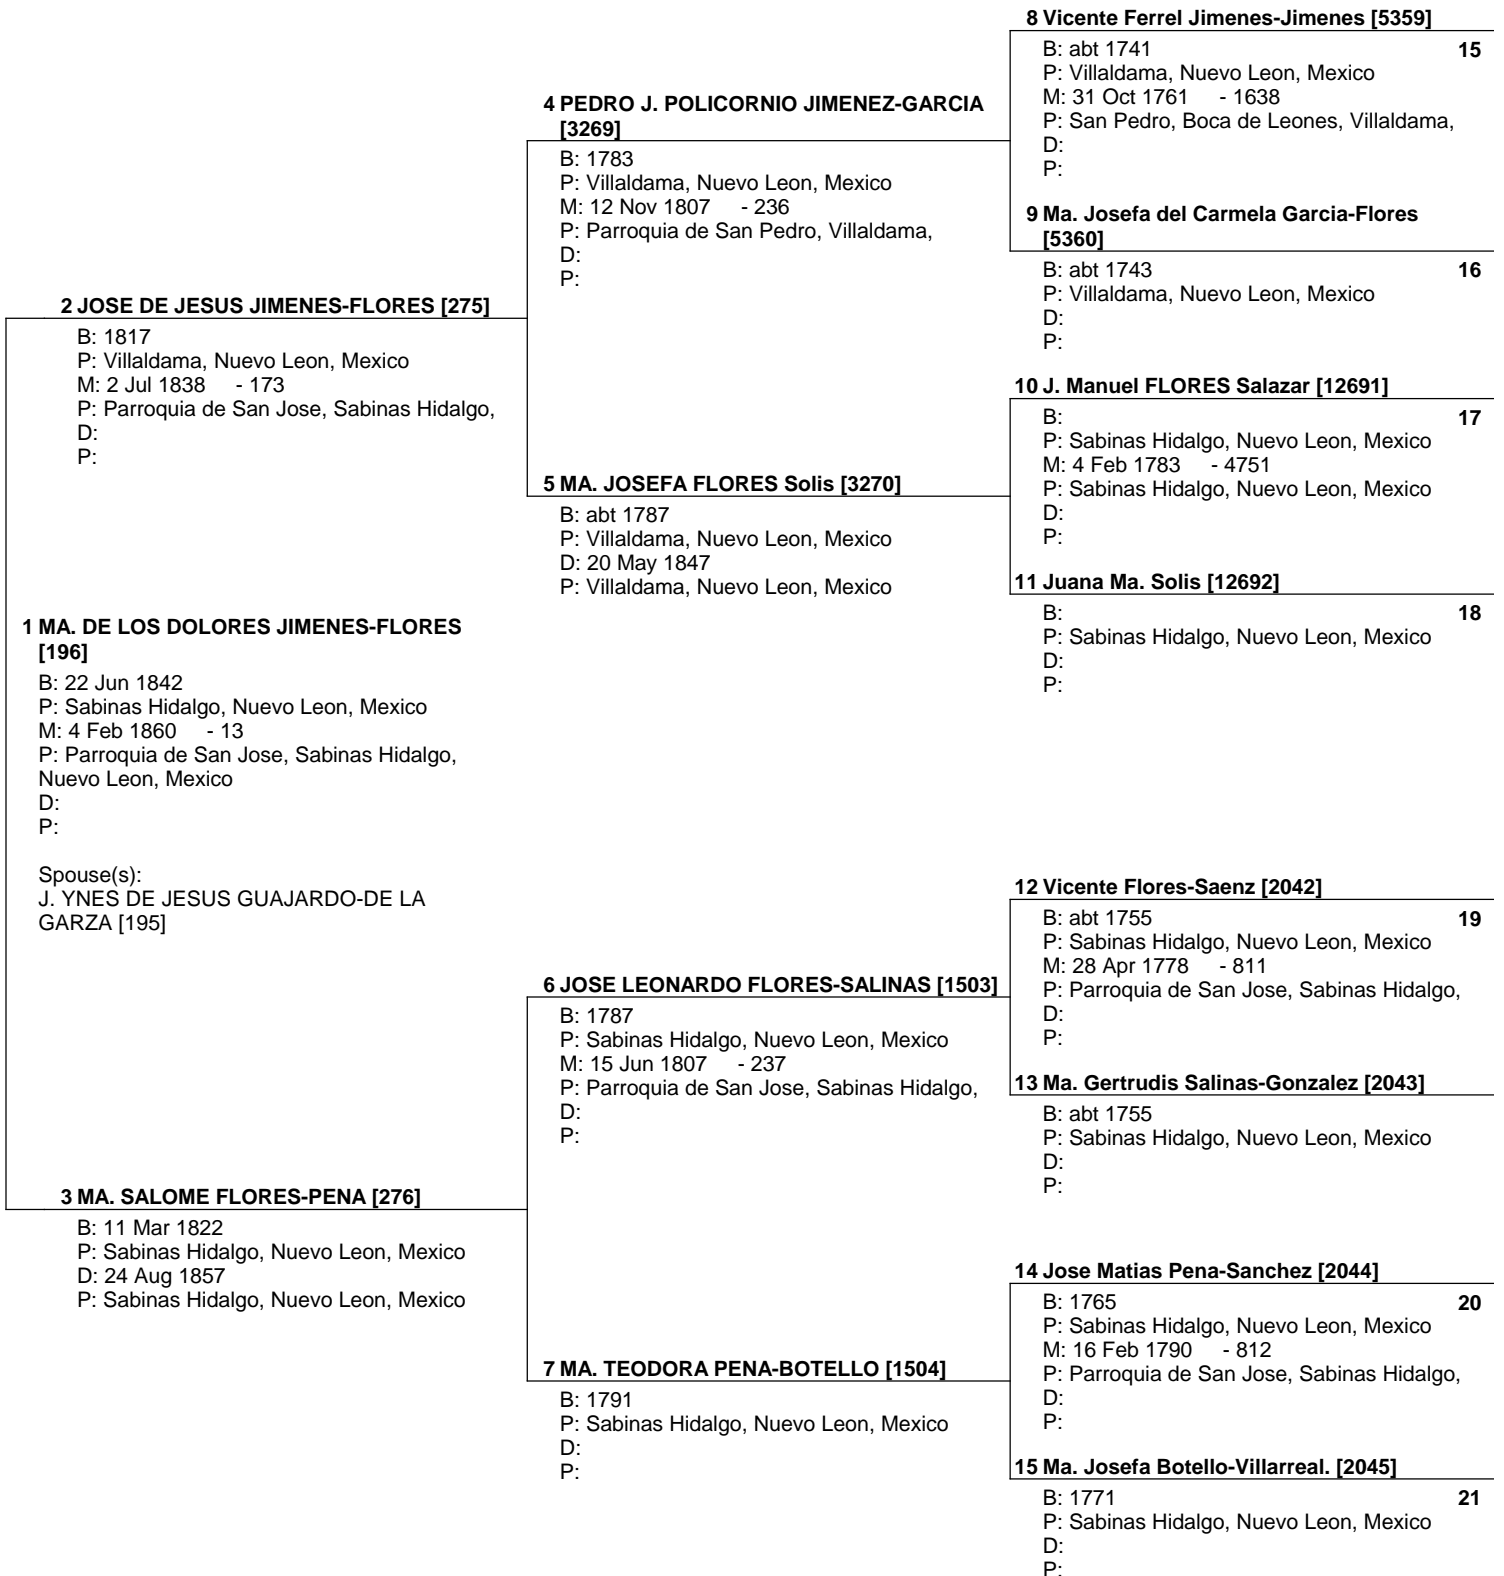 8 Vicente Ferrel Jimenes-Jimenes [5359]
B: abt 1741 15
P: Villaldama, Nuevo Leon, Mexico
M: 31 Oct 1761 - 1638
P: San Pedro, Boca de Leones, Villaldama,
D:
P:
4 PEDRO J. POLICORNIO JIMENEZ-GARCIA
[3269]
B: 1783
P: Villaldama, Nuevo Leon, Mexico
M: 12 Nov 1807 - 236
P: Parroquia de San Pedro, Villaldama,
D:
P:
9 Ma. Josefa del Carmela Garcia-Flores
[5360]
B: abt 1743 16
P: Villaldama, Nuevo Leon, Mexico
D:
P:
2 JOSE DE JESUS JIMENES-FLORES [275]
B: 1817
P: Villaldama, Nuevo Leon, Mexico
M: 2 Jul 1838 - 173
P: Parroquia de San Jose, Sabinas Hidalgo,
D:
P:
10 J. Manuel FLORES Salazar [12691]
B: 17
P: Sabinas Hidalgo, Nuevo Leon, Mexico
M: 4 Feb 1783 - 4751
P: Sabinas Hidalgo, Nuevo Leon, Mexico
D:
P:
5 MA. JOSEFA FLORES Solis [3270]
B: abt 1787
P: Villaldama, Nuevo Leon, Mexico
D: 20 May 1847
P: Villaldama, Nuevo Leon, Mexico
11 Juana Ma. Solis [12692]
B: 18
P: Sabinas Hidalgo, Nuevo Leon, Mexico
D:
P:
1 MA. DE LOS DOLORES JIMENES-FLORES
[196]
B: 22 Jun 1842
P: Sabinas Hidalgo, Nuevo Leon, Mexico
M: 4 Feb 1860 - 13
P: Parroquia de San Jose, Sabinas Hidalgo,
Nuevo Leon, Mexico
D:
P:
Spouse(s):
J. YNES DE JESUS GUAJARDO-DE LA
GARZA [195]
12 Vicente Flores-Saenz [2042]
B: abt 1755 19
P: Sabinas Hidalgo, Nuevo Leon, Mexico
M: 28 Apr 1778 - 811
P: Parroquia de San Jose, Sabinas Hidalgo,
D:
P:
6 JOSE LEONARDO FLORES-SALINAS [1503]
B: 1787
P: Sabinas Hidalgo, Nuevo Leon, Mexico
M: 15 Jun 1807 - 237
P: Parroquia de San Jose, Sabinas Hidalgo,
D:
P:
13 Ma. Gertrudis Salinas-Gonzalez [2043]
B: abt 1755
P: Sabinas Hidalgo, Nuevo Leon, Mexico
D:
P:
3 MA. SALOME FLORES-PENA [276]
B: 11 Mar 1822
P: Sabinas Hidalgo, Nuevo Leon, Mexico
D: 24 Aug 1857
P: Sabinas Hidalgo, Nuevo Leon, Mexico
14 Jose Matias Pena-Sanchez [2044]
B: 1765 20
P: Sabinas Hidalgo, Nuevo Leon, Mexico
M: 16 Feb 1790 - 812
P: Parroquia de San Jose, Sabinas Hidalgo,
D:
P:
7 MA. TEODORA PENA-BOTELLO [1504]
B: 1791
P: Sabinas Hidalgo, Nuevo Leon, Mexico
D:
P:
15 Ma. Josefa Botello-Villarreal. [2045]
B: 1771 21
P: Sabinas Hidalgo, Nuevo Leon, Mexico
D:
P: